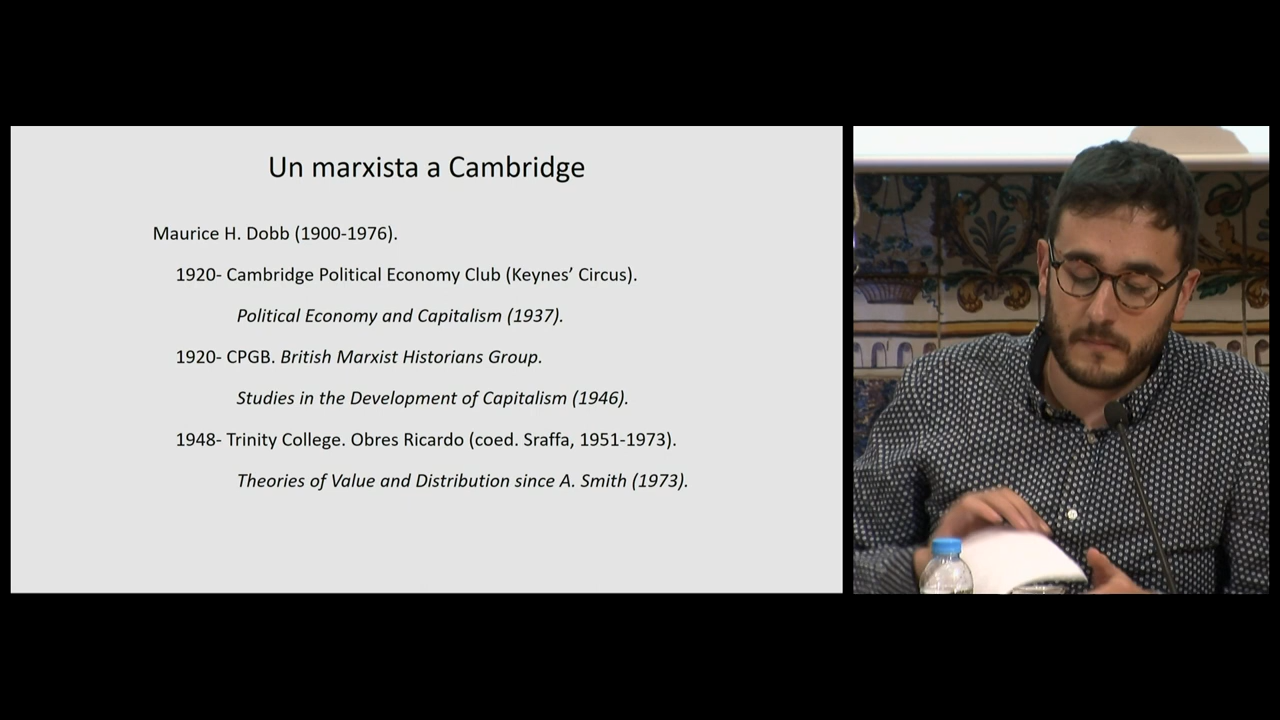 Un marxista a Cambridge
Maurice H. Dobb (1900-1976).
1920- Cambridge Political Economy Club (Keynes’ Circus).
Political Economy and Capitalism (1937).
1920- CPGB. British Marxist Historians Group.
Studies in the Development of Capitalism (1946).
1948- Trinity College. Obres Ricardo (coed. Sraffa, 1951-1973).
Theories of Value and Distribution since A. Smith (1973).